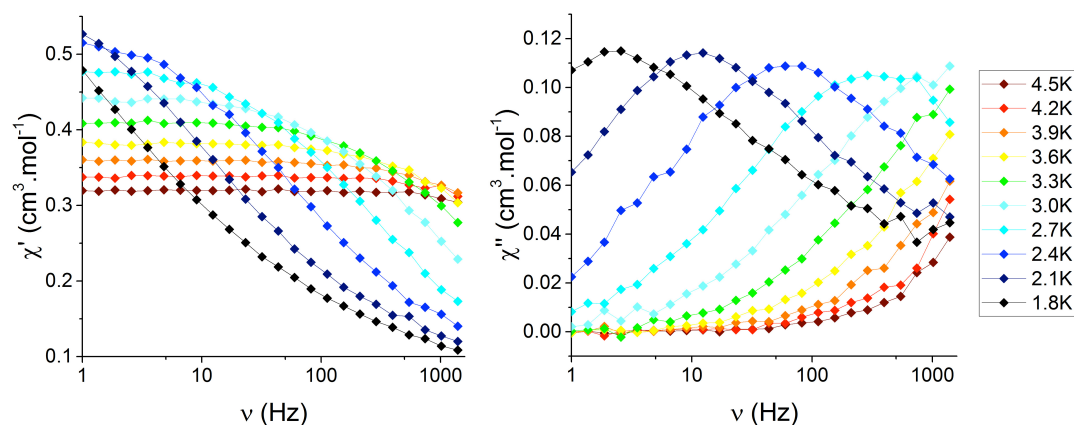 χ' (cm³.mol⁻¹)
0.5
0.4
0.3
0.2
0.1
1 10 100 1000
ν (Hz)
χ'' (cm³.mol⁻¹)
0.12
0.10
0.08
0.06
0.04
0.02
0.00
1 10 100 1000
ν (Hz)
4.5K
4.2K
3.9K
3.6K
3.3K
3.0K
2.7K
2.4K
2.1K
1.8K